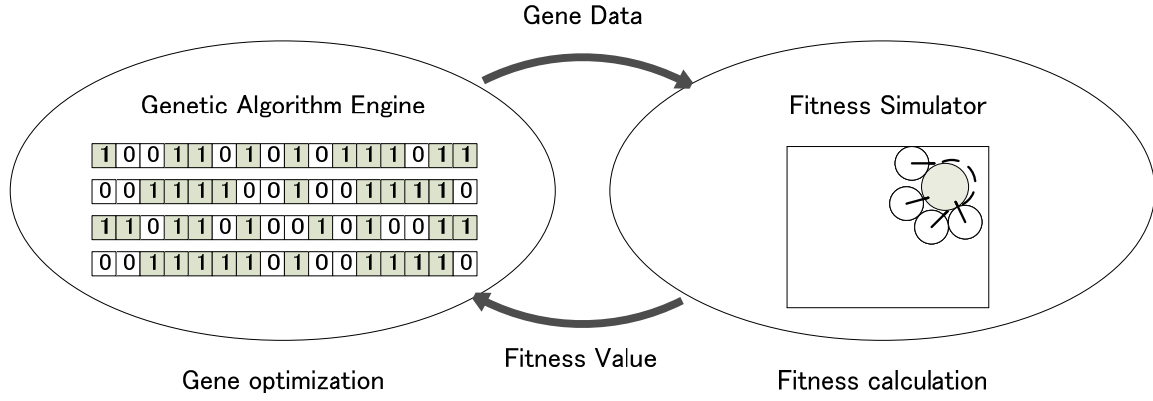 Gene Data
Genetic Algorithm Engine
1 0 0 1 1 0 1 0 1 0 1 1 1 0 1 1
0 0 1 1 1 1 0 0 1 0 0 1 1 1 1 0
1 1 0 1 1 0 1 0 0 1 0 1 0 0 1 1
0 0 1 1 1 1 1 0 1 0 0 1 1 1 1 0
Fitness Simulator
Fitness Value
Gene optimization
Fitness calculation